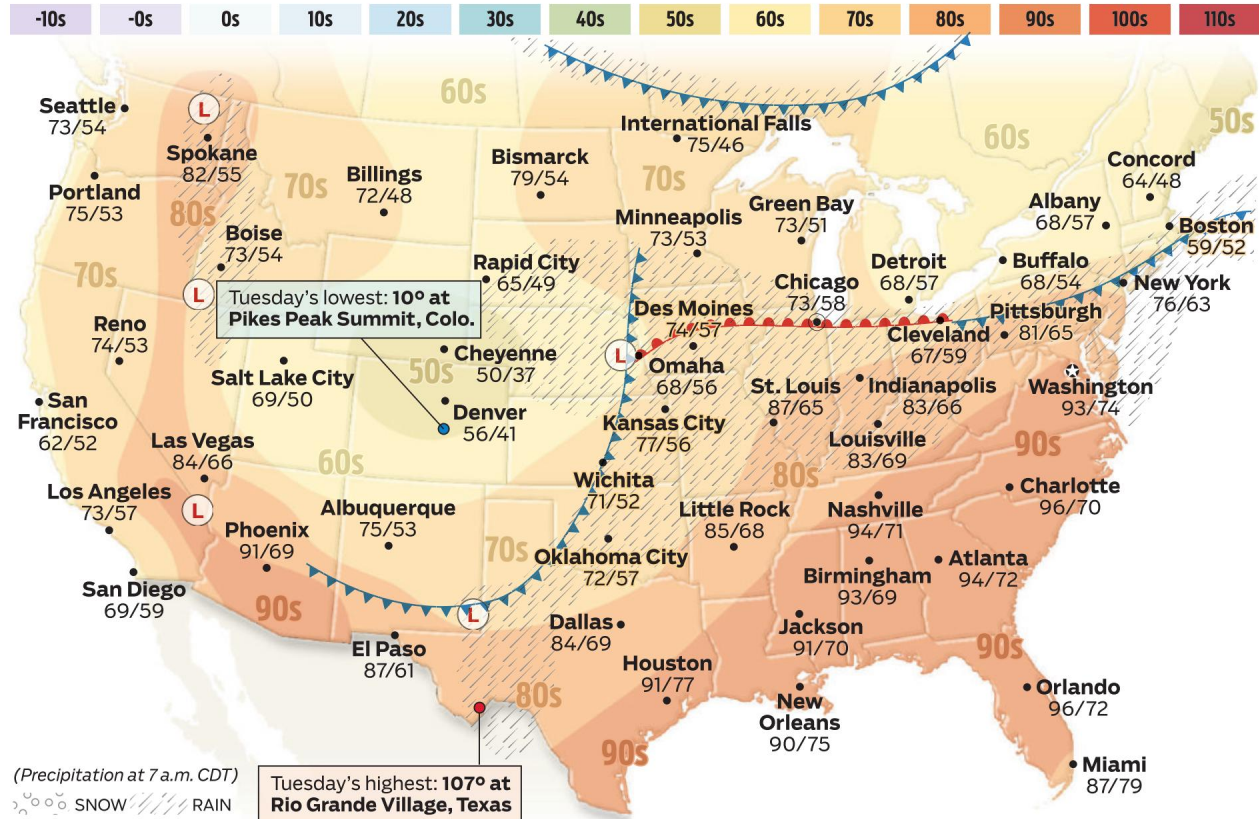 -10s -0s 0s 10s 20s 30s 40s 50s 60s 70s 80s 90s 100s 110s
Seattle
73/54
L
Spokane
82/55
60s
International Falls
75/46
60s
50s
Portland
75/53
80s
70s
Billings
72/48
Bismarck
79/54
70s
Concord
64/48
Albany
68/57
Boston
59/52
Boise
73/54
Minneapolis
73/53
Green Bay
73/51
70s
Rapid City
65/49
Chicago
73/58
Detroit
68/57
Buffalo
68/54
New York
76/63
L
Tuesday's lowest: 10º at
Pikes Peak Summit, Colo.
Des Moines
74/57
Pittsburgh
81/65
Cleveland
67/59
Reno
74/53
Salt Lake City
69/50
Cheyenne
50/37
50s
L
Omaha
68/56
St. Louis
87/65
Indianapolis
83/66
Washington
93/74
San
Francisco
62/52
Denver
56/41
Kansas City
77/56
Louisville
83/69
90s
Las Vegas
84/66
60s
Wichita
71/52
80s
Charlotte
96/70
Los Angeles
73/57
L
Phoenix
91/69
Albuquerque
75/53
70s
Oklahoma City
72/57
Little Rock
85/68
Nashville
94/71
Atlanta
94/72
Birmingham
93/69
San Diego
69/59
90s
L
El Paso
87/61
Dallas
84/69
Jackson
91/70
90s
Houston
91/77
80s
New
Orleans
90/75
Orlando
96/72
90s
Miami
87/79
Tuesday's highest: 107º at
Rio Grande Village, Texas
(Precipitation at 7 a.m. CDT)
SNOW RAIN